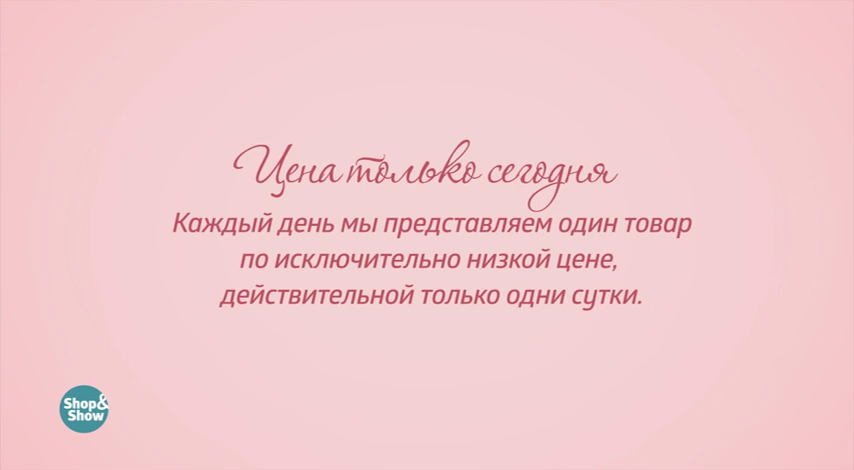 Цена только сегодня
Каждый день мы представляем один товар
по исключительно низкой цене,
действительной только одни сутки.
Shop&
Show